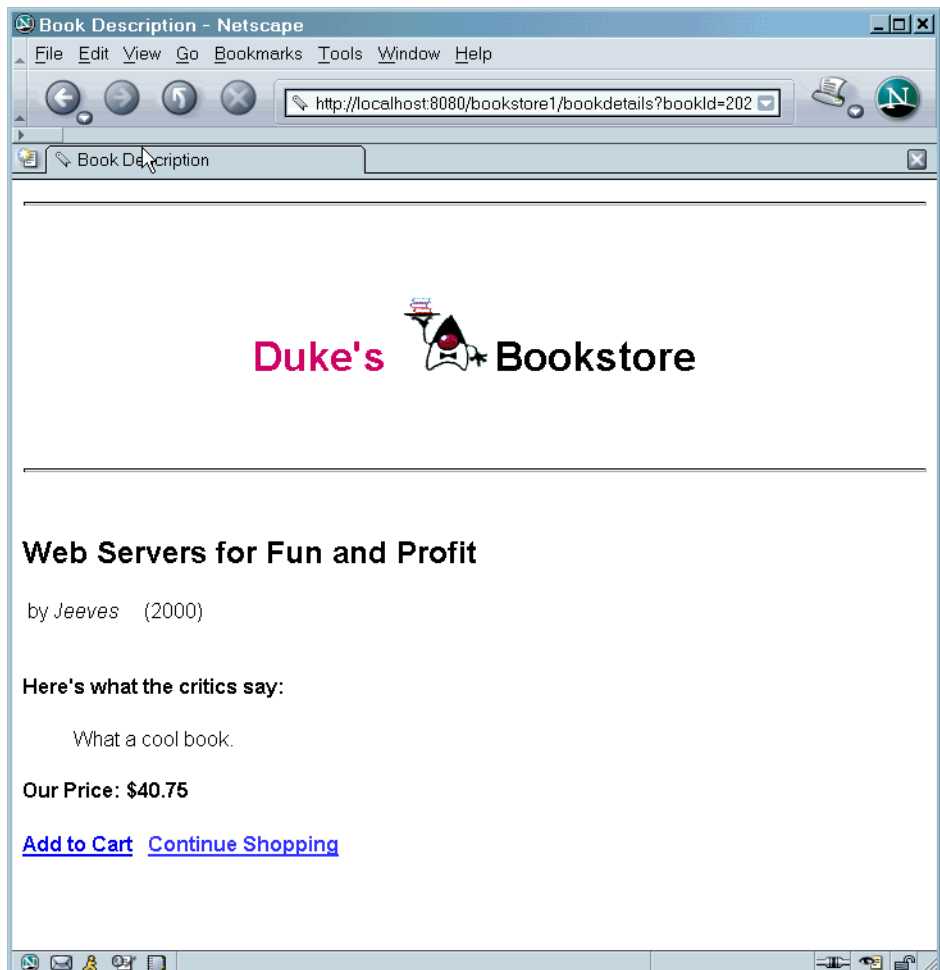 Book Description - Netscape
File Edit View Go Bookmarks Tools Window Help
http://localhost:8080/bookstore1/bookdetails?bookId=202
N
Book Description
Duke's Bookstore
Web Servers for Fun and Profit
by Jeeves (2000)
Here's what the critics say:
What a cool book.
Our Price: $40.75
Add to Cart Continue Shopping